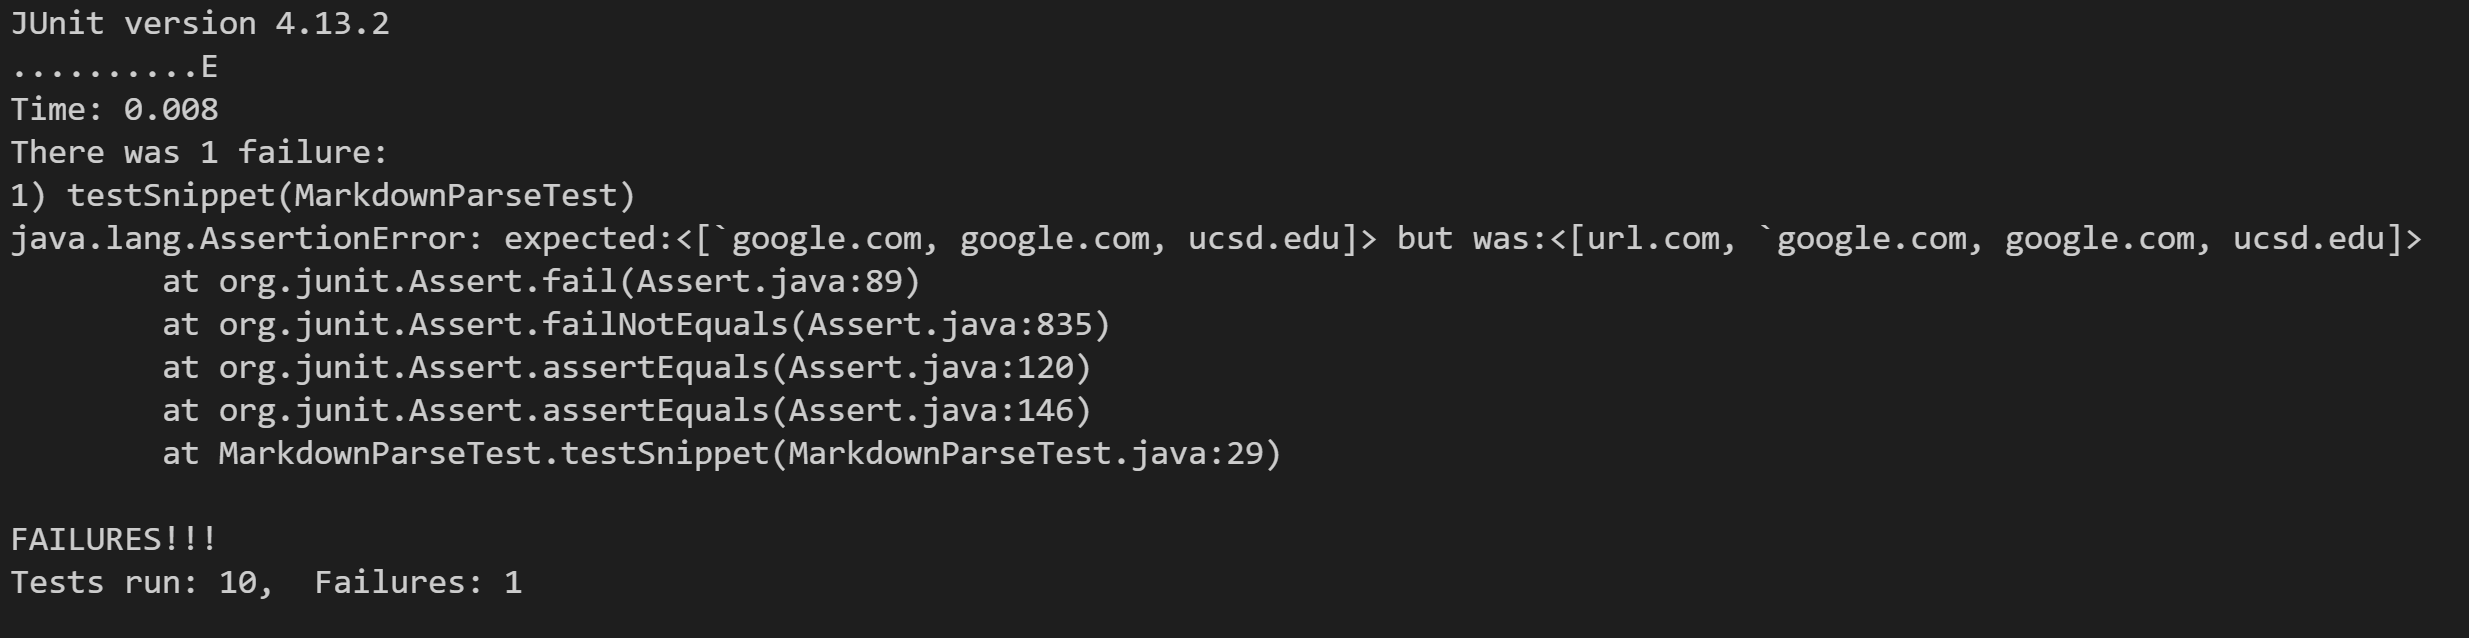 JUnit version 4.13.2
..........E
Time: 0.008
There was 1 failure:
1) testSnippet(MarkdownParseTest)
java.lang.AssertionError: expected:<[`google.com, google.com, ucsd.edu]> but was:<[url.com, `google.com, google.com, ucsd.edu]>
        at org.junit.Assert.fail(Assert.java:89)
        at org.junit.Assert.failNotEquals(Assert.java:835)
        at org.junit.Assert.assertEquals(Assert.java:120)
        at org.junit.Assert.assertEquals(Assert.java:146)
        at MarkdownParseTest.testSnippet(MarkdownParseTest.java:29)

FAILURES!!!
Tests run: 10,  Failures: 1